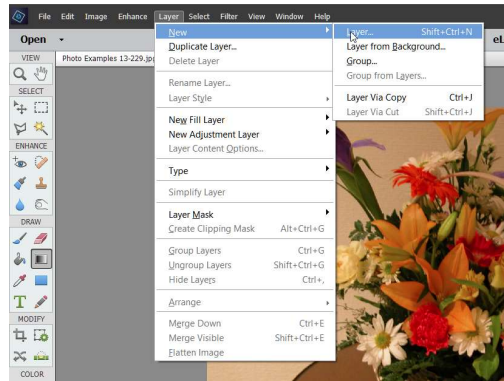 File Edit Image Enhance Layer Select Filter View Window Help
Open
VIEW
Photo Examples 13-229.jp
SELECT
ENHANCE
DRAW
MODIFY
COLOR
New
Duplicate Layer...
Delete Layer
Rename Layer...
Layer Style
New Fill Layer
New Adjustment Layer
Layer Content Options...
Type
Simplify Layer
Layer Mask
Create Clipping Mask Alt+Ctrl+G
Group Layers Ctrl+G
Ungroup Layers Shift+Ctrl+G
Hide Layers Ctrl+,
Arrange
Merge Down Ctrl+E
Merge Visible Shift+Ctrl+E
Flatten Image
Layer... Shift+Ctrl+N
Layer from Background...
Group...
Group from Layers...
Layer Via Copy Ctrl+J
Layer Via Cut Shift+Ctrl+J
eL